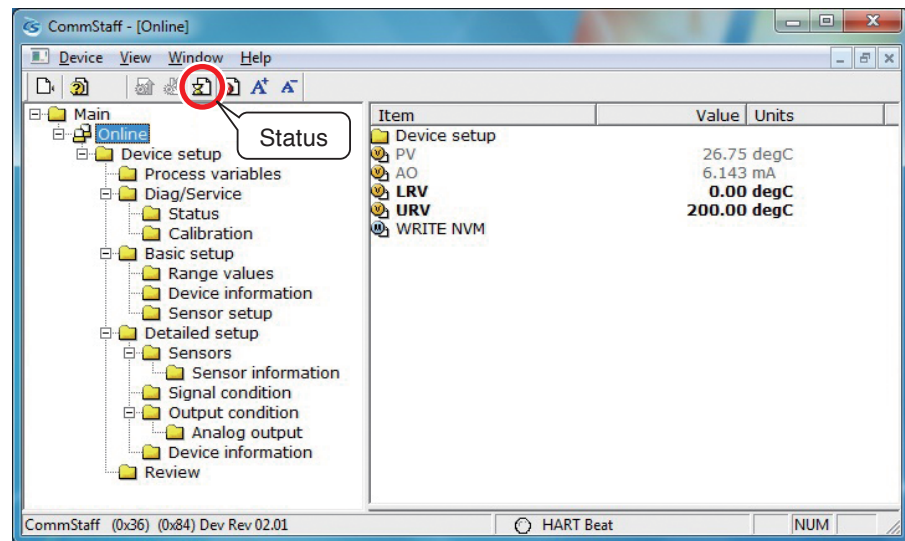 CommStaff - [Online]
Device View Window Help
A+ A-
Status
Main
Online
Device setup
Process variables
Diag/Service
Status
Calibration
Basic setup
Range values
Device information
Sensor setup
Detailed setup
Sensors
Sensor information
Signal condition
Output condition
Analog output
Device information
Review
Item Value Units
Device setup
PV 26.75 degC
AO 6.143 mA
LRV 0.00 degC
URV 200.00 degC
WRITE NVM
CommStaff (0x36) (0x84) Dev Rev 02.01 HART Beat NUM